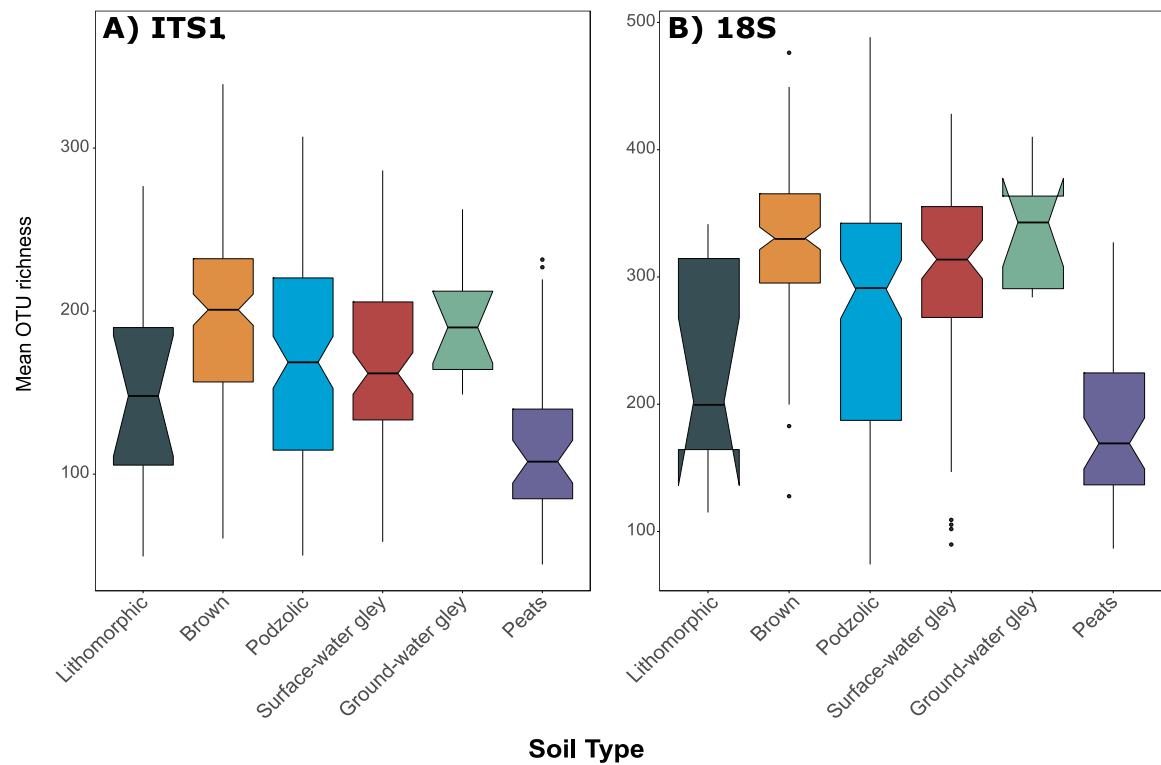 A) ITS1
B) 18S
Mean OTU richness
300
200
100
500
400
300
200
100
Lithomorphic
Brown
Podzolic
Surface-water gley
Ground-water gley
Peats
Lithomorphic
Brown
Podzolic
Surface-water gley
Ground-water gley
Peats
Soil Type